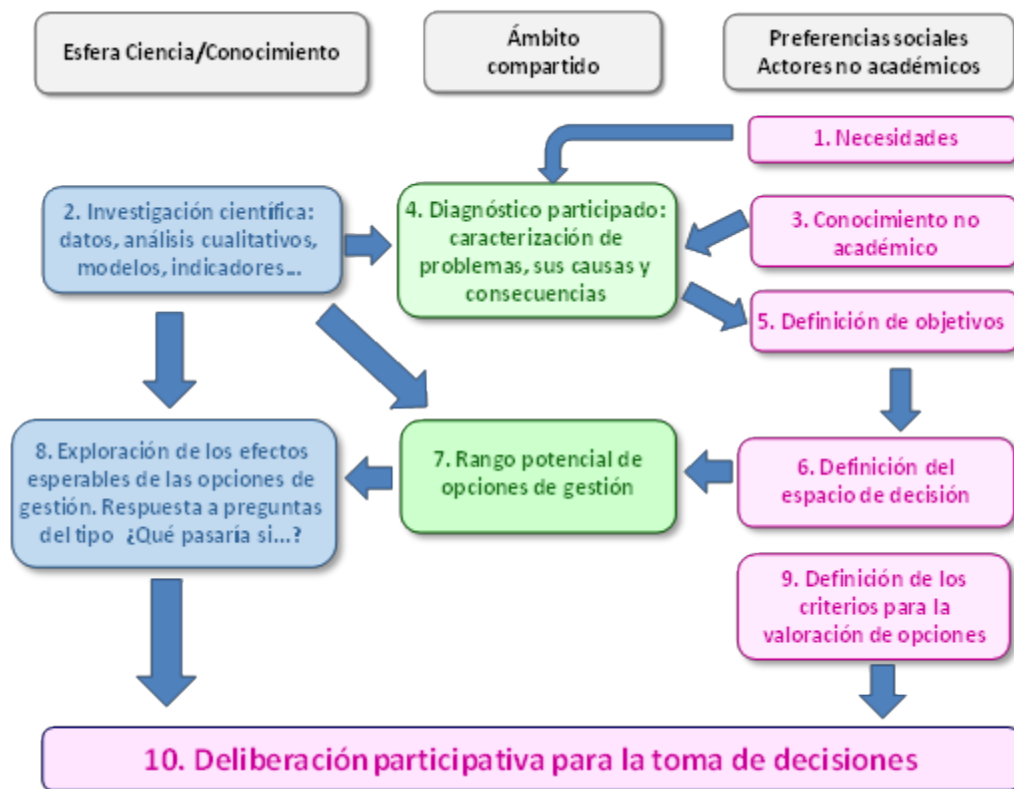 Esfera Ciencia/Conocimiento
Ámbito
compartido
Preferencias sociales
Actores no académicos
1. Necesidades
2. Investigación científica:
datos, análisis cualitativos,
modelos, indicadores...
4. Diagnóstico participado:
caracterización de
problemas, sus causas y
consecuencias
3. Conocimiento no
académico
5. Definición de objetivos
8. Exploración de los efectos
esperables de las opciones de
gestión. Respuesta a preguntas
del tipo ¿Qué pasaría si...?
7. Rango potencial de
opciones de gestión
6. Definición del
espacio de decisión
9. Definición de los
criterios para la
valoración de opciones
10. Deliberación participativa para la toma de decisiones